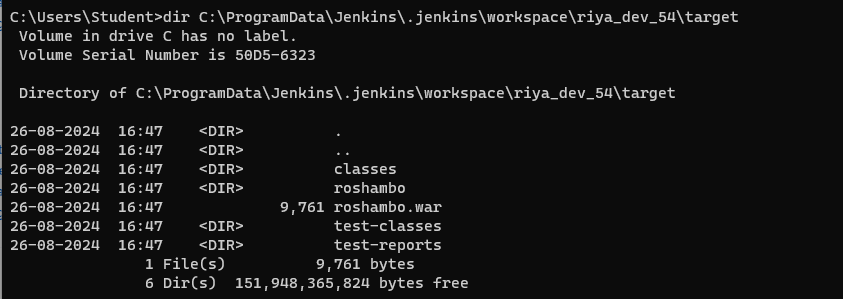 C:\Users\Student>dir C:\ProgramData\Jenkins\.jenkins\workspace\riya_dev_54\target
 Volume in drive C has no label.
 Volume Serial Number is 50D5-6323

 Directory of C:\ProgramData\Jenkins\.jenkins\workspace\riya_dev_54\target

26-08-2024  16:47    <DIR>          .
26-08-2024  16:47    <DIR>          ..
26-08-2024  16:47    <DIR>          classes
26-08-2024  16:47    <DIR>          roshambo
26-08-2024  16:47             9,761 roshambo.war
26-08-2024  16:47    <DIR>          test-classes
26-08-2024  16:47    <DIR>          test-reports
               1 File(s)          9,761 bytes
               6 Dir(s)  151,948,365,824 bytes free